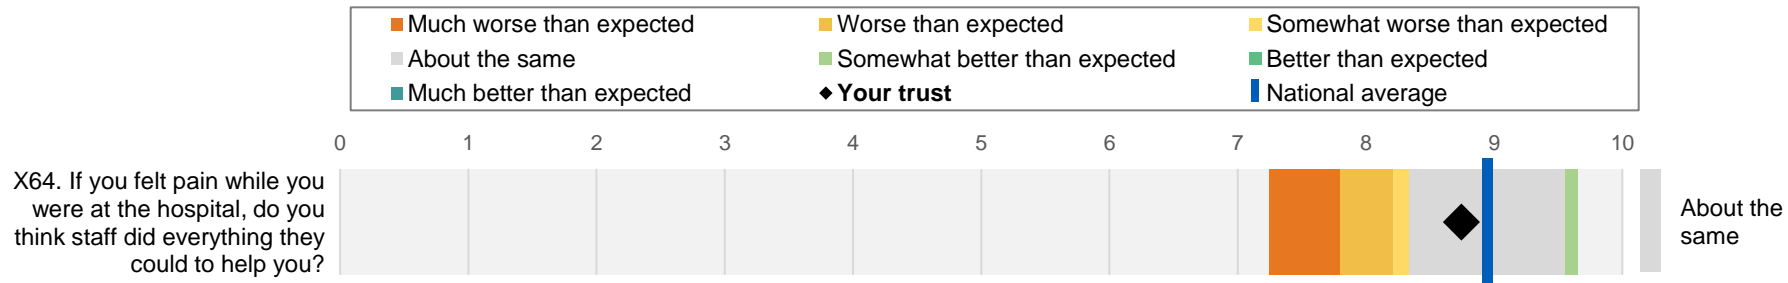 Much worse than expected
Worse than expected
Somewhat worse than expected
About the same
Somewhat better than expected
Better than expected
Much better than expected
Your trust
National average
0 1 2 3 4 5 6 7 8 9 10
X64. If you felt pain while you
were at the hospital, do you
think staff did everything they
could to help you?
About the
same